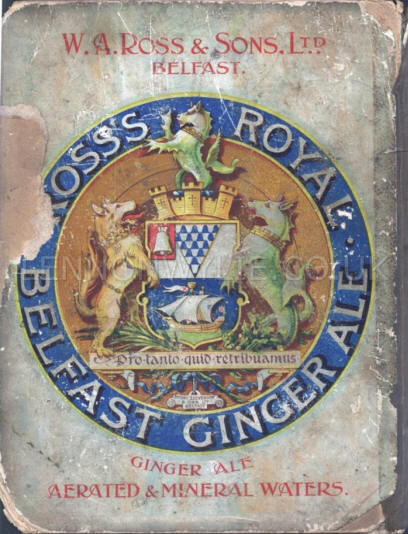 W. A. ROSS & SONS. LTD
BELFAST.
ROSS'S ROYAL
BELFAST GINGER ALE
Pro·tanto·quid·retribuamus
GINGER ALE
AERATED & MINERAL WATERS.